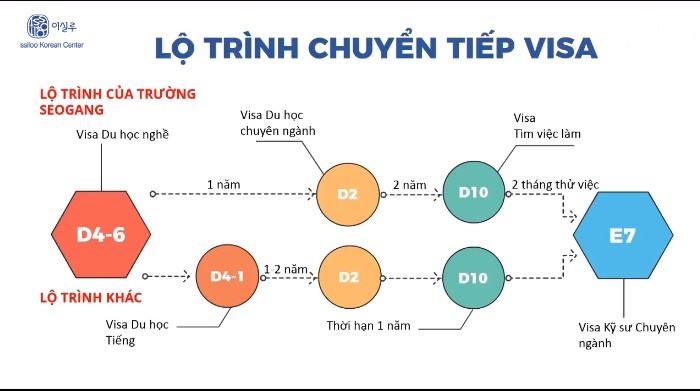 이실루
ssiloo Korean Center
LỘ TRÌNH CHUYỂN TIẾP VISA
LỘ TRÌNH CỦA TRƯỜNG
SEOGANG
Visa Du học nghề
Visa Du học
chuyên ngành
Visa
Tìm việc làm
1 năm
D2
2 năm
D10
2 tháng thử việc
D4-6
E7
D4-1
1-2 năm
D2
D10
LỘ TRÌNH KHÁC
Visa Du học
Tiếng
Thời hạn 1 năm
Visa Kỹ sư Chuyên
ngành